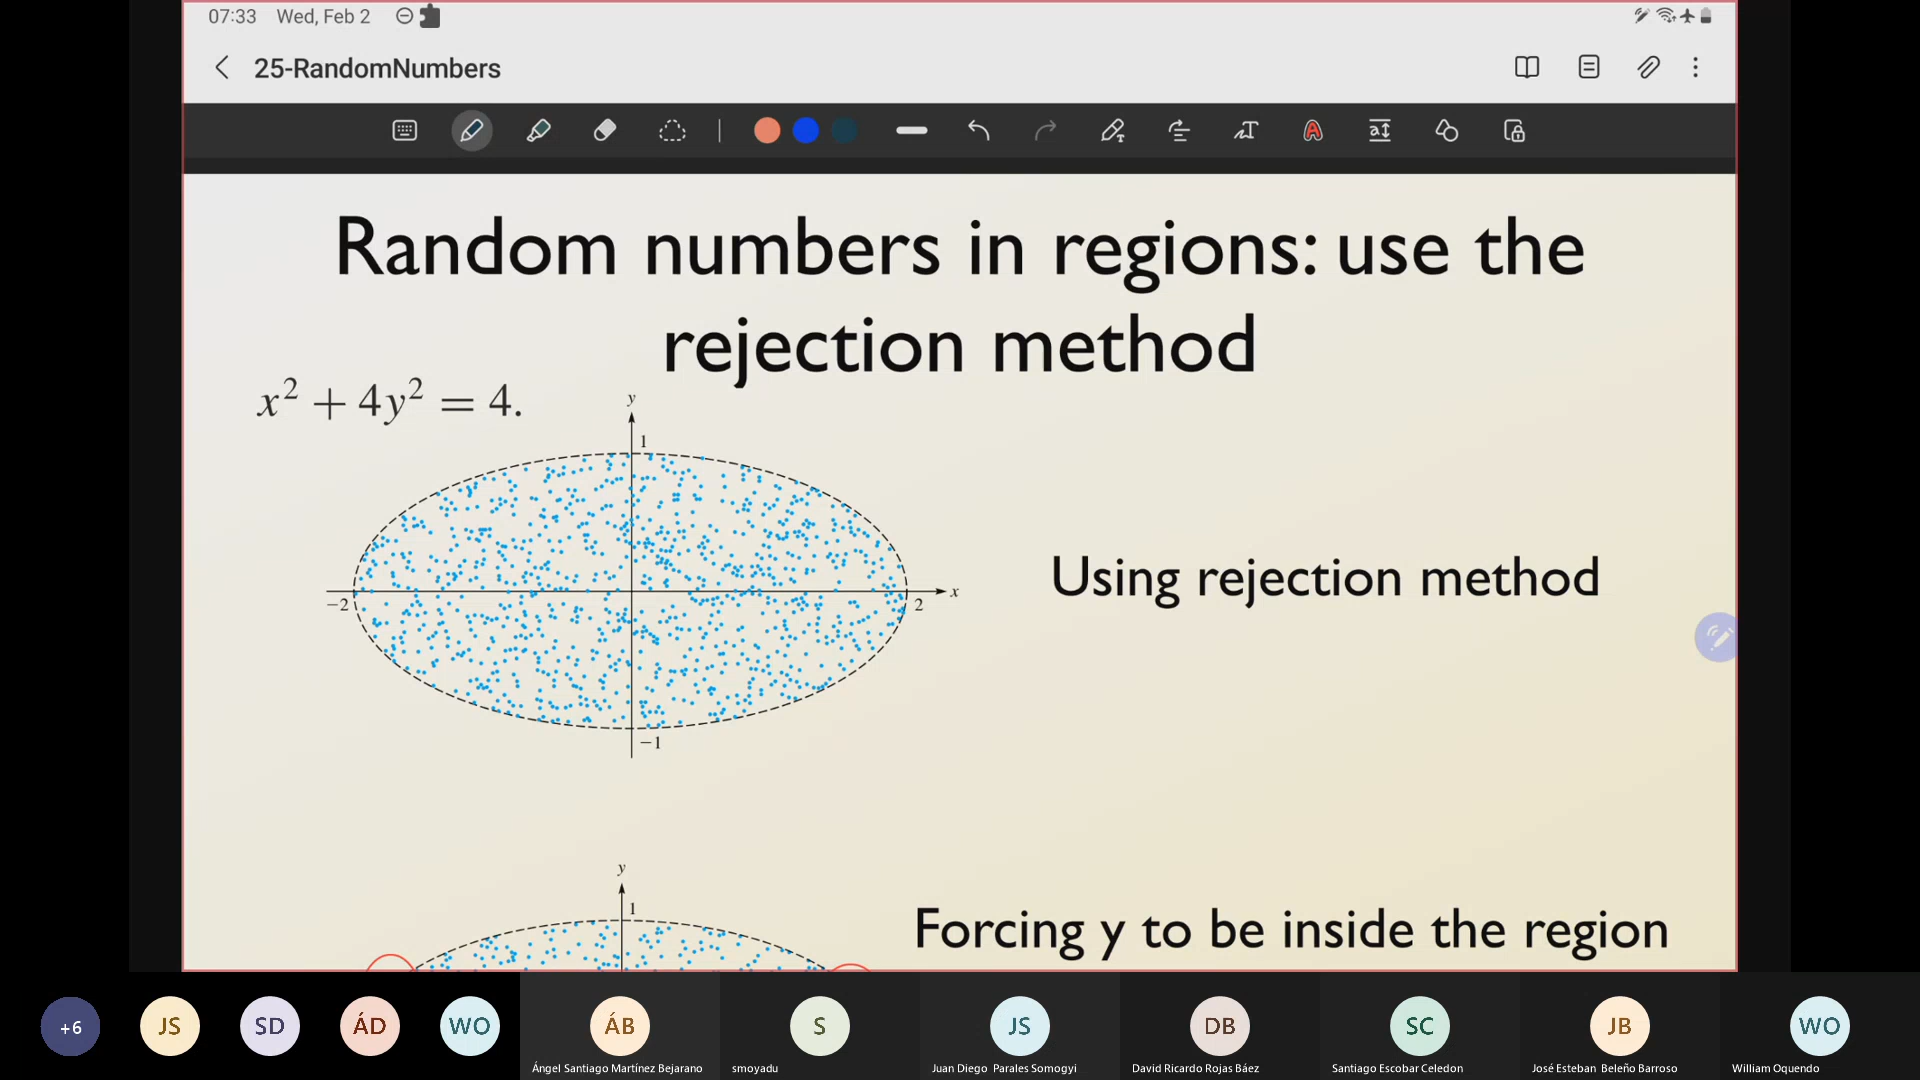 07:33 Wed, Feb 2
25-RandomNumbers
Random numbers in regions: use the
rejection method
x² + 4y² = 4.
y
1
−2
2
x
Using rejection method
−1
y
1
Forcing y to be inside the region
+6
JS
SD
ÁD
WO
ÁB
S
JS
DB
SC
JB
WO
Ángel Santiago Martínez Bejarano
smoyadu
Juan Diego Parales Somogyi
David Ricardo Rojas Báez
Santiago Escobar Celedon
José Esteban Beleño Barroso
William Oquendo